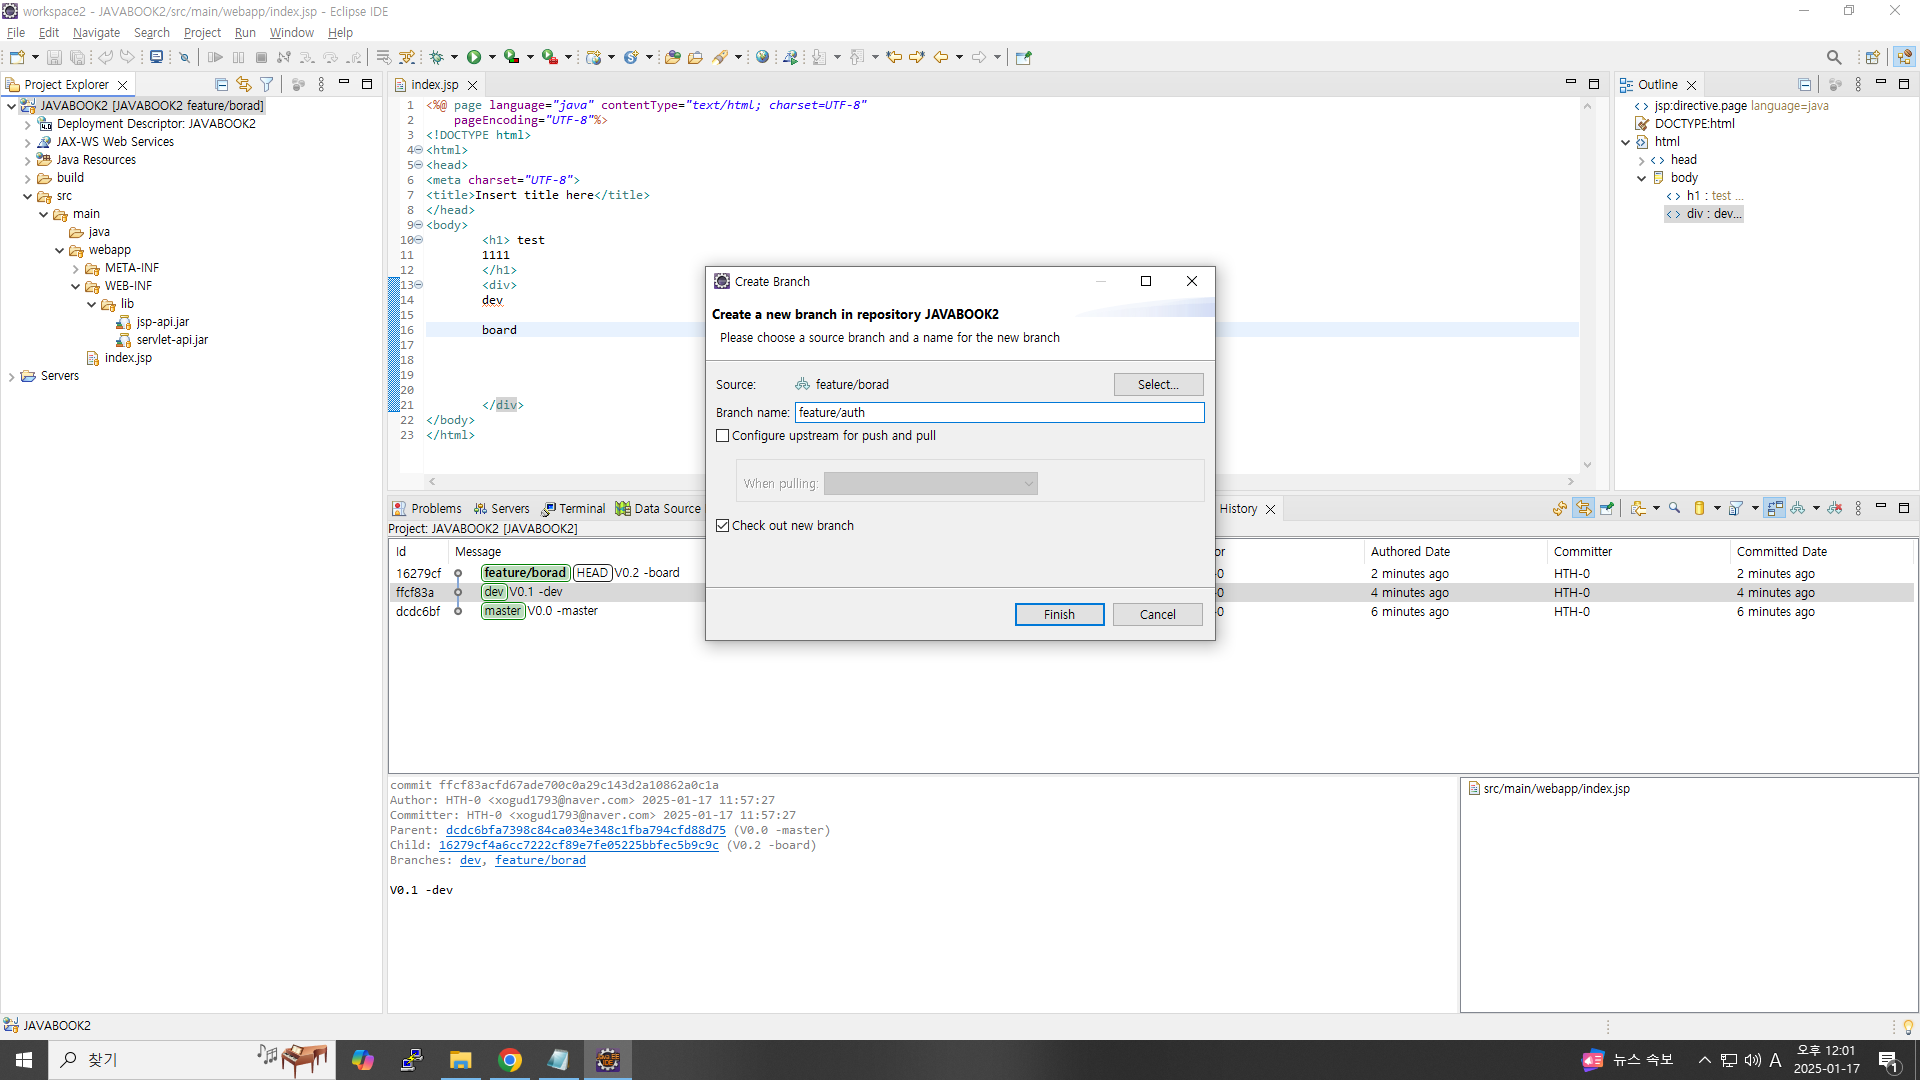 workspace2 - JAVABOOK2/src/main/webapp/index.jsp - Eclipse IDE
File Edit Navigate Search Project Run Window Help
Project Explorer
JAVABOOK2 [JAVABOOK2 feature/borad]
Deployment Descriptor: JAVABOOK2
JAX-WS Web Services
Java Resources
build
src
main
java
webapp
META-INF
WEB-INF
lib
jsp-api.jar
servlet-api.jar
index.jsp
Servers
index.jsp
1 <%@ page language="java" contentType="text/html; charset=UTF-8"
2 pageEncoding="UTF-8"%>
3 <!DOCTYPE html>
4 <html>
5 <head>
6 <meta charset="UTF-8">
7 <title>Insert title here</title>
8 </head>
9 <body>
10 <h1> test
11 1111
12 </h1>
13 <div>
14 dev
15
16 board
17
18
19
20
21 </div>
22 </body>
23 </html>
Outline
jsp:directive.page language=java
DOCTYPE:html
html
head
body
h1 : test ...
div : dev...
Create Branch
Create a new branch in repository JAVABOOK2
Please choose a source branch and a name for the new branch
Source: feature/borad Select...
Branch name: feature/auth
Configure upstream for push and pull
When pulling:
Check out new branch
Finish Cancel
Problems Servers Terminal Data Source History
Project: JAVABOOK2 [JAVABOOK2]
Id Message or Authored Date Committer Committed Date
16279cf feature/borad HEAD V0.2 -board -0 2 minutes ago HTH-0 2 minutes ago
ffcf83a dev V0.1 -dev -0 4 minutes ago HTH-0 4 minutes ago
dcdc6bf master V0.0 -master -0 6 minutes ago HTH-0 6 minutes ago
commit ffcf83acfd67ade700c0a29c143d2a10862a0c1a
Author: HTH-0 <xogud1793@naver.com> 2025-01-17 11:57:27
Committer: HTH-0 <xogud1793@naver.com> 2025-01-17 11:57:27
Parent: dcdc6bfa7398c84ca034e348c1fba794cfd88d75 (V0.0 -master)
Child: 16279cf4a6cc7222cf89e7fe05225bbfec5b9c9c (V0.2 -board)
Branches: dev, feature/borad
V0.1 -dev
src/main/webapp/index.jsp
JAVABOOK2
찾기
뉴스 속보
A
오후 12:01
2025-01-17
1